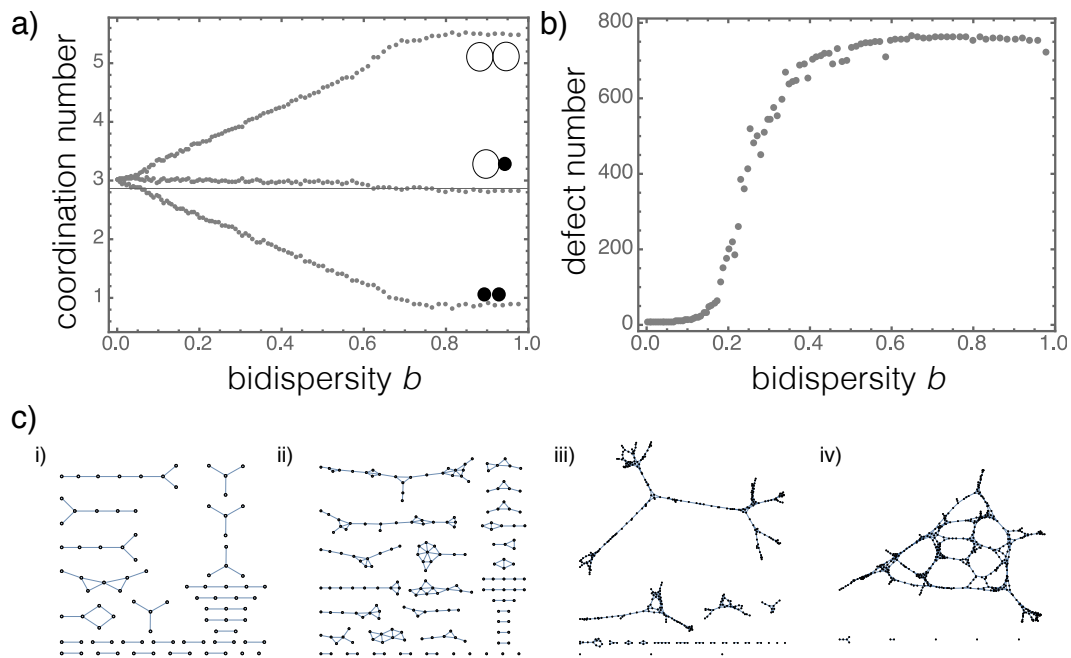 a)
coordination number
5
4
3
2
1
0.0 0.2 0.4 0.6 0.8 1.0
bidispersity b
b)
defect number
800
600
400
200
0
0.0 0.2 0.4 0.6 0.8 1.0
bidispersity b
c)
i) ii) iii) iv)